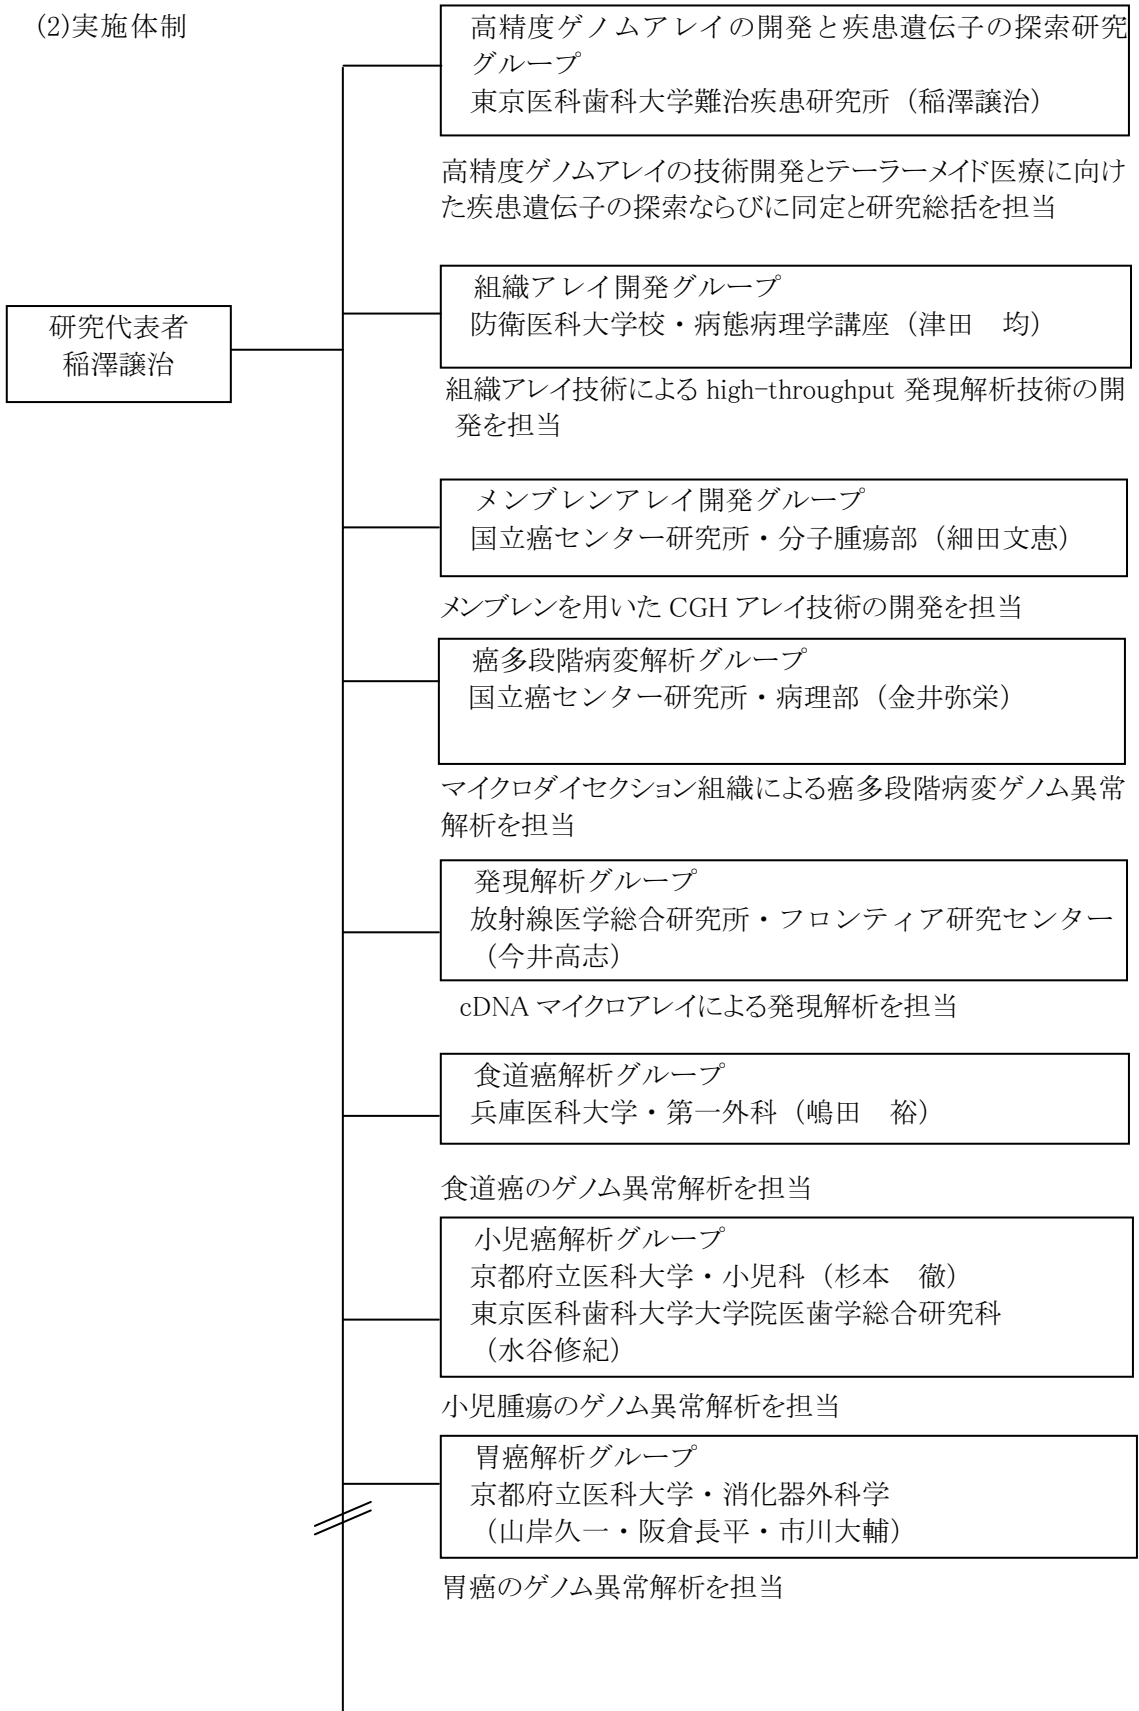 (2)実施体制
高精度ゲノムアレイの開発と疾患遺伝子の探索研究
グループ
東京医科歯科大学難治疾患研究所（稲澤譲治）
高精度ゲノムアレイの技術開発とテーラーメイド医療に向け
た疾患遺伝子の探索ならびに同定と研究総括を担当
組織アレイ開発グループ
防衛医科大学校・病態病理学講座（津田　均）
研究代表者
稲澤譲治
組織アレイ技術による high-throughput 発現解析技術の開
発を担当
メンブレンアレイ開発グループ
国立癌センター研究所・分子腫瘍部（細田文恵）
メンブレンを用いた CGH アレイ技術の開発を担当
癌多段階病変解析グループ
国立癌センター研究所・病理部（金井弥栄）
マイクロダイセクション組織による癌多段階病変ゲノム異常
解析を担当
発現解析グループ
放射線医学総合研究所・フロンティア研究センター
（今井高志）
cDNA マイクロアレイによる発現解析を担当
食道癌解析グループ
兵庫医科大学・第一外科（嶋田　裕）
食道癌のゲノム異常解析を担当
小児癌解析グループ
京都府立医科大学・小児科（杉本　徹）
東京医科歯科大学大学院医歯学総合研究科
（水谷修紀）
小児腫瘍のゲノム異常解析を担当
胃癌解析グループ
京都府立医科大学・消化器外科学
（山岸久一・阪倉長平・市川大輔）
胃癌のゲノム異常解析を担当